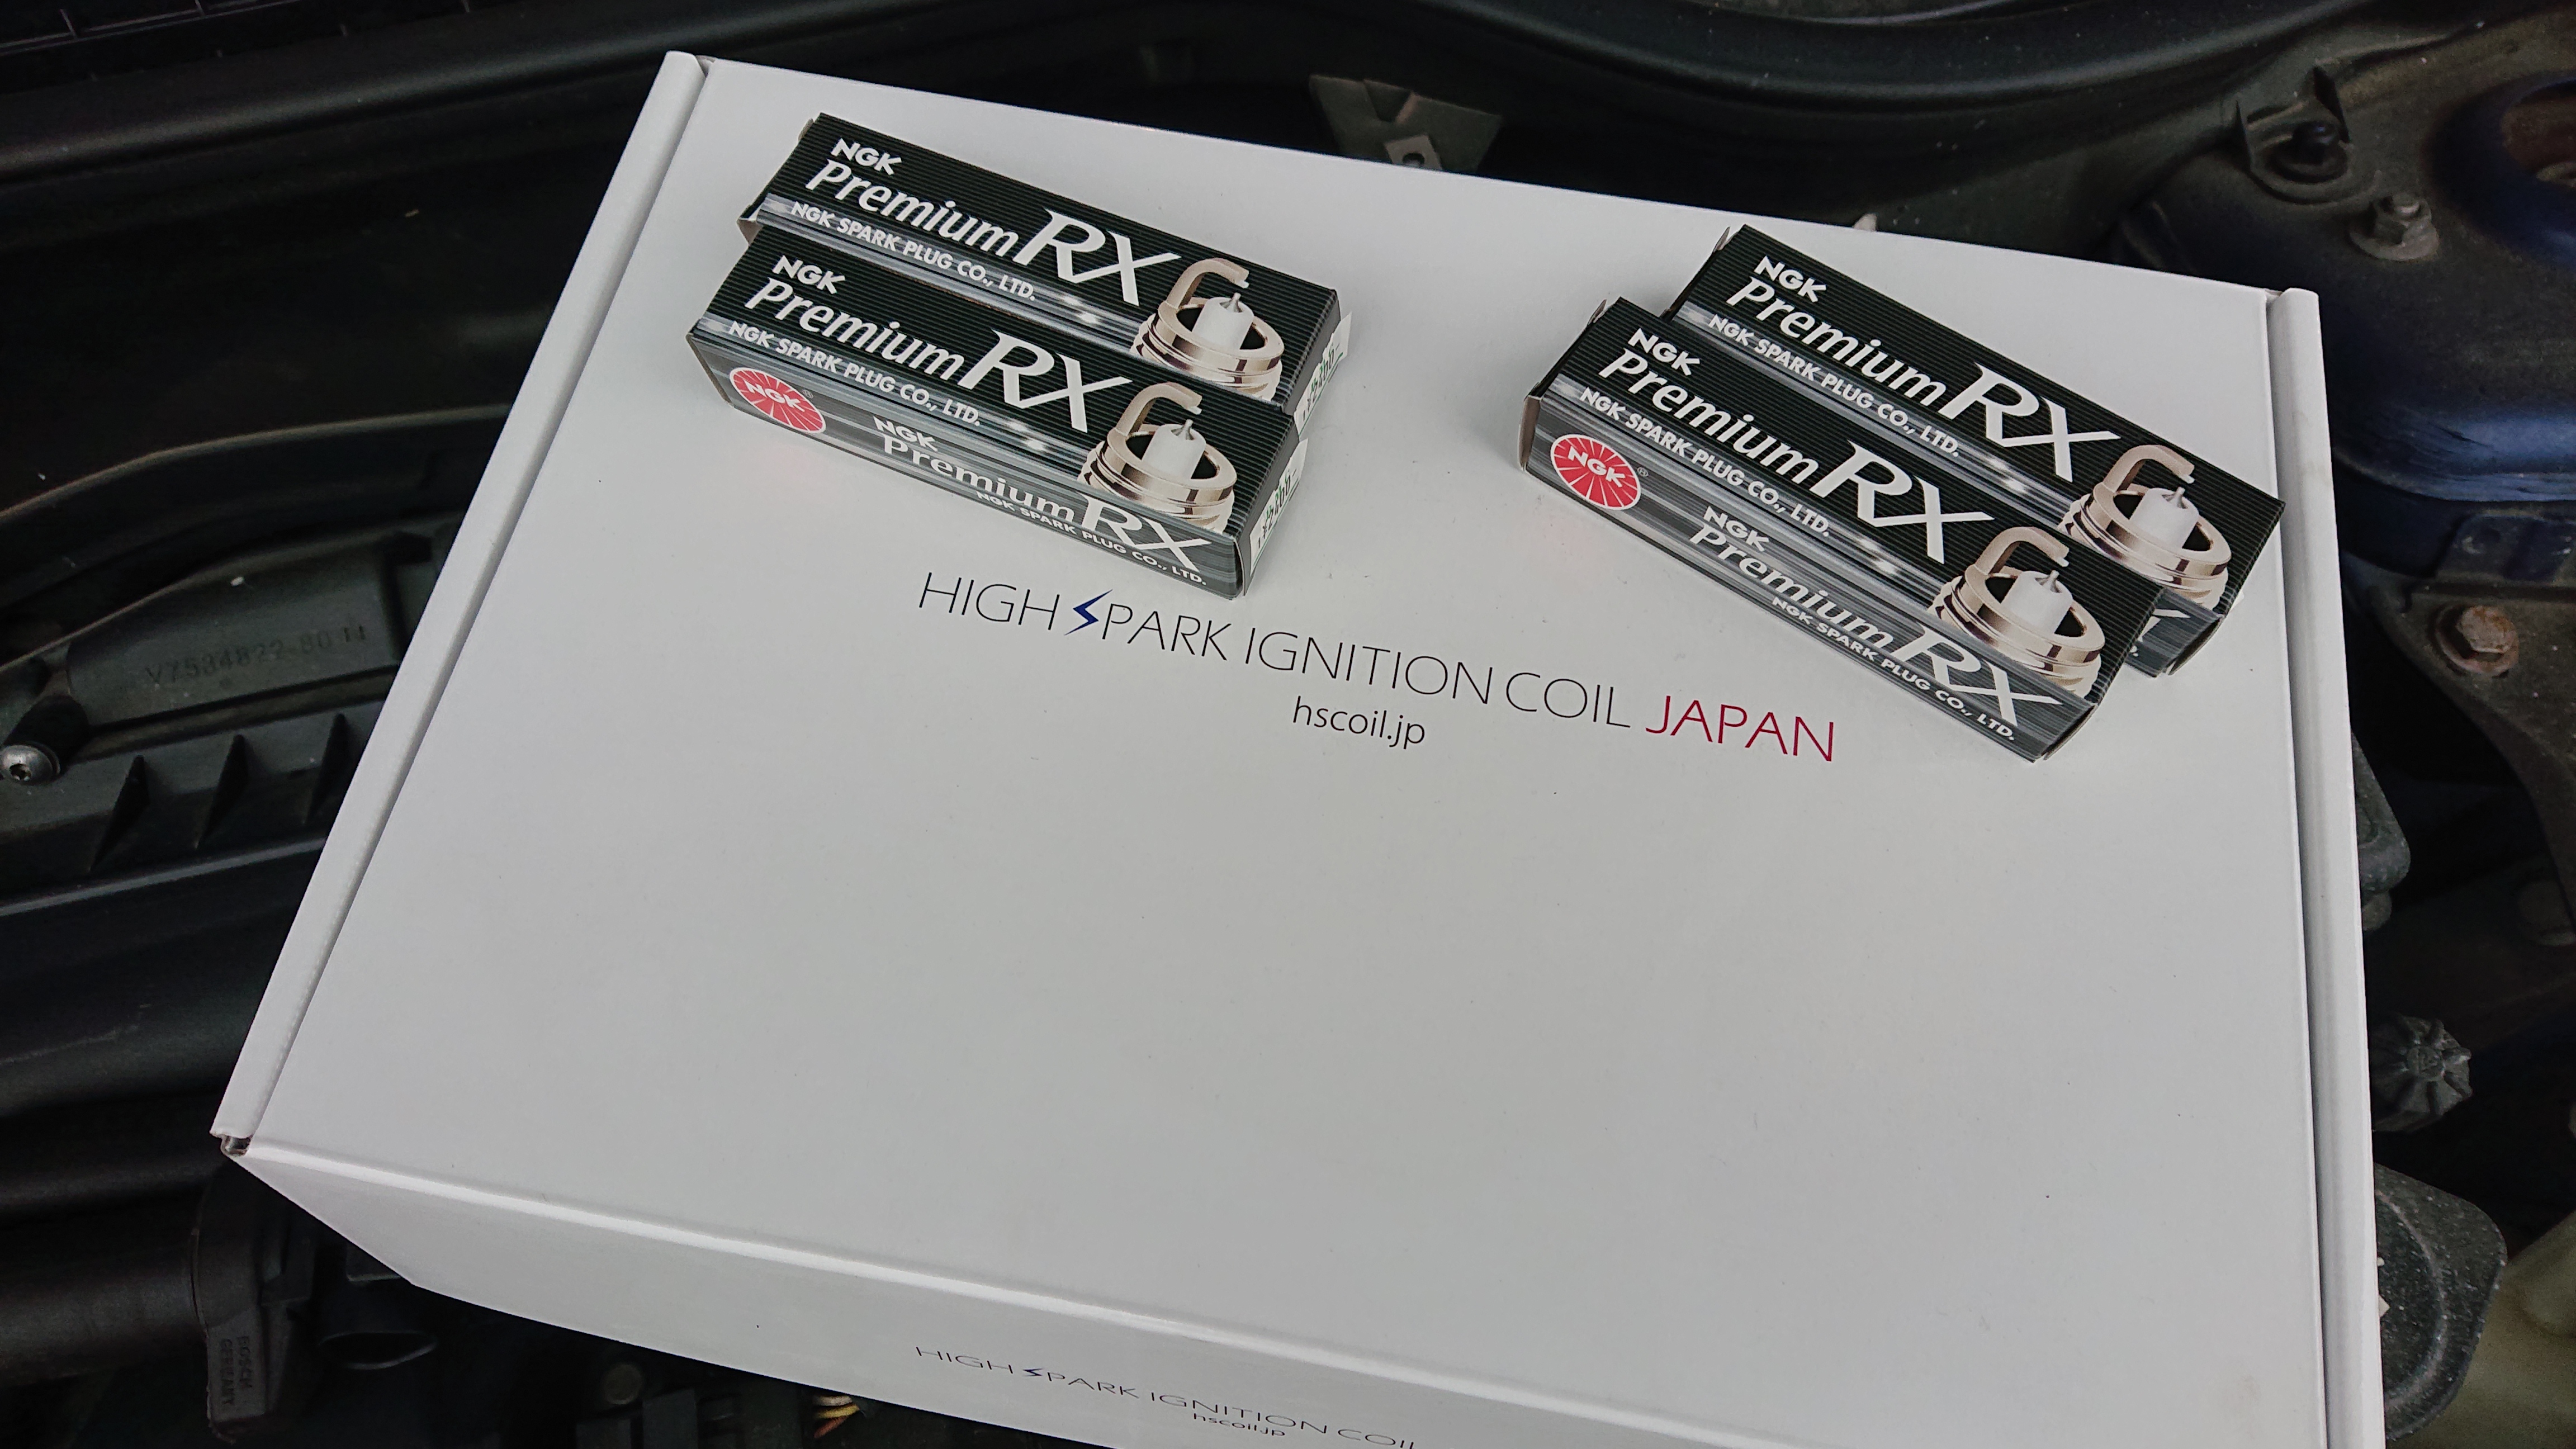 NGK
Premium RX
NGK SPARK PLUG CO., LTD.
NGK
Premium RX
NGK SPARK PLUG CO., LTD.
NGK
NGK
Premium RX
NGK SPARK PLUG CO., LTD.
NGK
Premium RX
NGK SPARK PLUG CO., LTD.
NGK
Premium RX
NGK SPARK PLUG CO., LTD.
NGK
NGK
Premium RX
NGK SPARK PLUG CO., LTD.
HIGH SPARK IGNITION COIL JAPAN
hscoil.jp
V7534822-80
BOSCH
GERMANY
HIGH SPARK IGNITION COIL
hscoil.jp